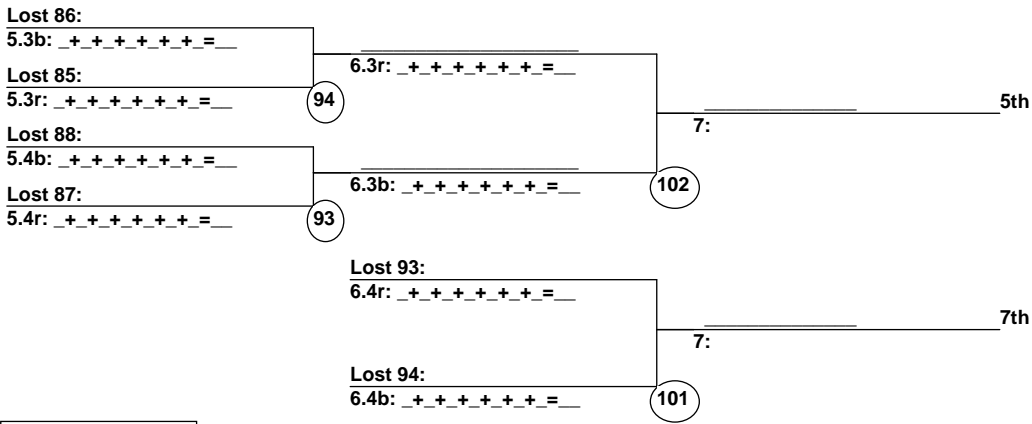 Lost 86:
5.3b: _+_+_+_+_+_+_=__
Lost 85:
5.3r: _+_+_+_+_+_+_=__
94
6.3r: _+_+_+_+_+_+_=__
Lost 88:
5.4b: _+_+_+_+_+_+_=__
Lost 87:
5.4r: _+_+_+_+_+_+_=__
93
6.3b: _+_+_+_+_+_+_=__
102
7:
5th
Lost 93:
6.4r: _+_+_+_+_+_+_=__
Lost 94:
6.4b: _+_+_+_+_+_+_=__
101
7:
7th